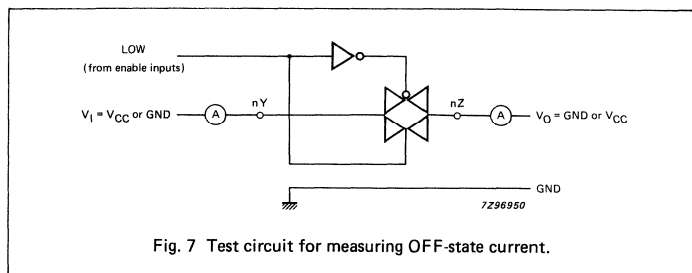 LOW
(from enable inputs)
V_I = V_CC or GND
A
nY
nZ
A
V_O = GND or V_CC
GND
7Z96950
Fig. 7 Test circuit for measuring OFF-state current.